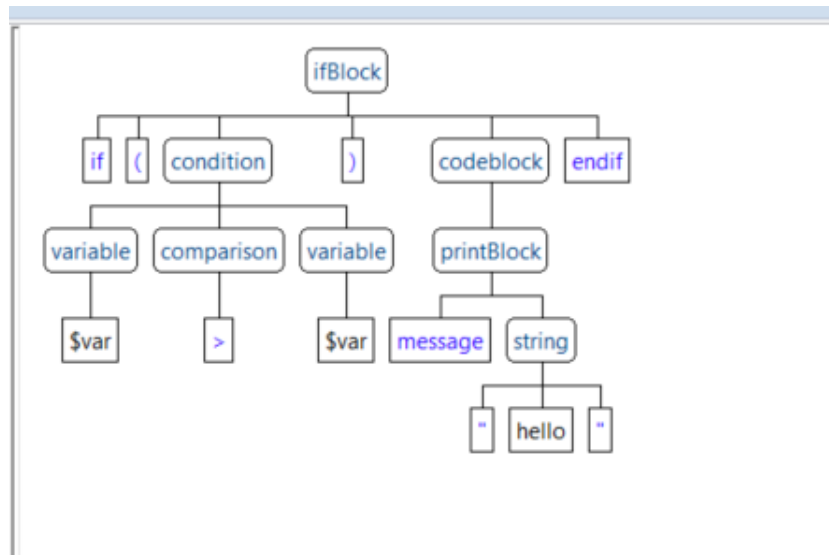 ifBlock
if ( condition ) codeblock endif
variable comparison variable printBlock
$var > $var message string
" hello "